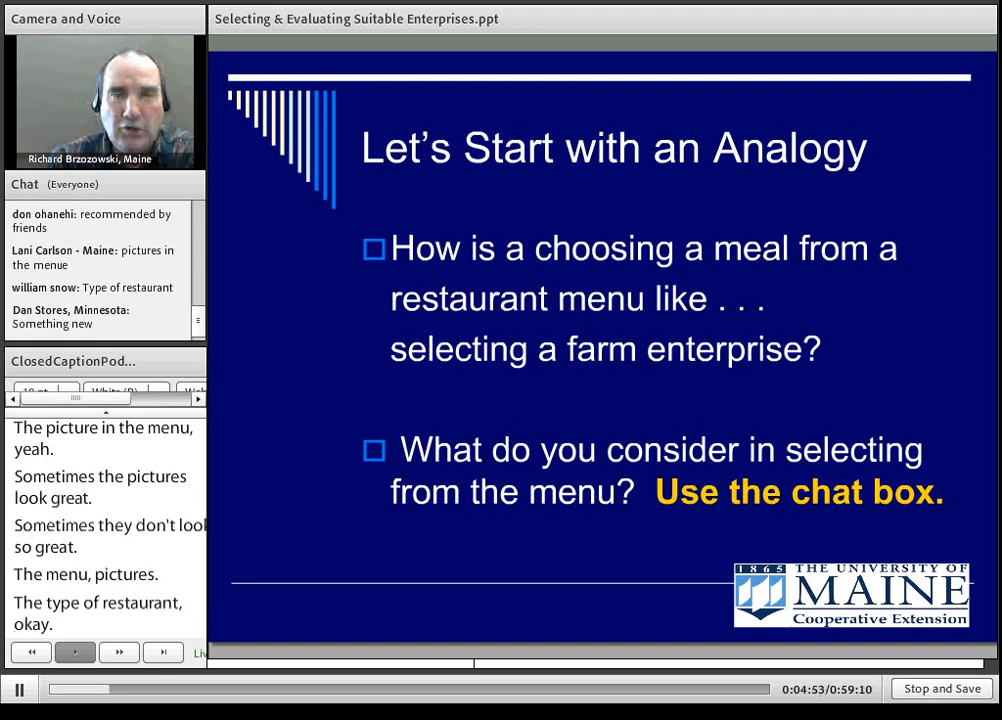 Camera and Voice
Richard Brzozowski, Maine
Chat (Everyone)
don ohanehi: recommended by
friends
Lani Carlson - Maine: pictures in
the menue
william snow: Type of restaurant
Dan Stores, Minnesota:
Something new
ClosedCaptionPod...
The picture in the menu,
yeah.
Sometimes the pictures
look great.
Sometimes they don't look
so great.
The menu, pictures.
The type of restaurant,
okay.
Selecting & Evaluating Suitable Enterprises.ppt
Let's Start with an Analogy
How is a choosing a meal from a
restaurant menu like . . .
selecting a farm enterprise?
What do you consider in selecting
from the menu? Use the chat box.
1865 THE UNIVERSITY OF
MAINE
Cooperative Extension
0:04:53/0:59:10
Stop and Save